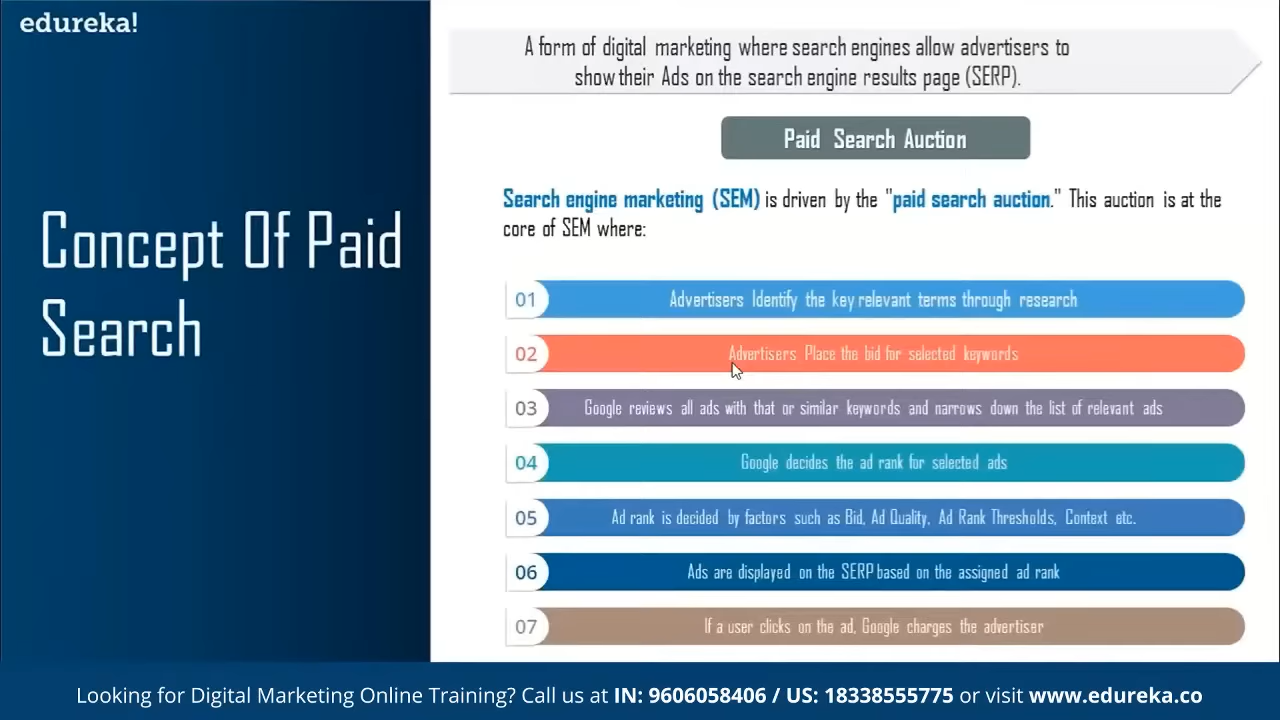 edureka!
A form of digital marketing where search engines allow advertisers to
show their Ads on the search engine results page (SERP).
Paid Search Auction
Search engine marketing (SEM) is driven by the "paid search auction." This auction is at the
core of SEM where:
Concept Of Paid
Search
01 Advertisers Identify the key relevant terms through research
02 Advertisers Place the bid for selected keywords
03 Google reviews all ads with that or similar keywords and narrows down the list of relevant ads
04 Google decides the ad rank for selected ads
05 Ad rank is decided by factors such as Bid, Ad Quality, Ad Rank Thresholds, Context etc.
06 Ads are displayed on the SERP based on the assigned ad rank
07 If a user clicks on the ad, Google charges the advertiser
Looking for Digital Marketing Online Training? Call us at IN: 9606058406 / US: 18338555775 or visit www.edureka.co